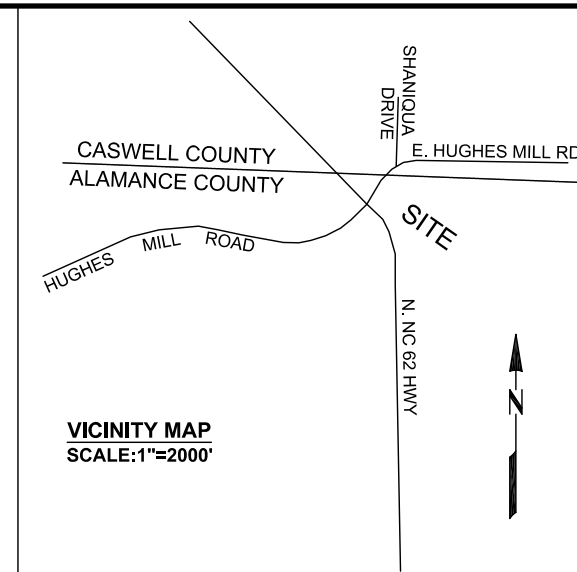 SHANIQUA
DRIVE
CASWELL COUNTY
E. HUGHES MILL RD
ALAMANCE COUNTY
SITE
HUGHES MILL ROAD
N. NC 62 HWY
N
VICINITY MAP
SCALE:1"=2000'